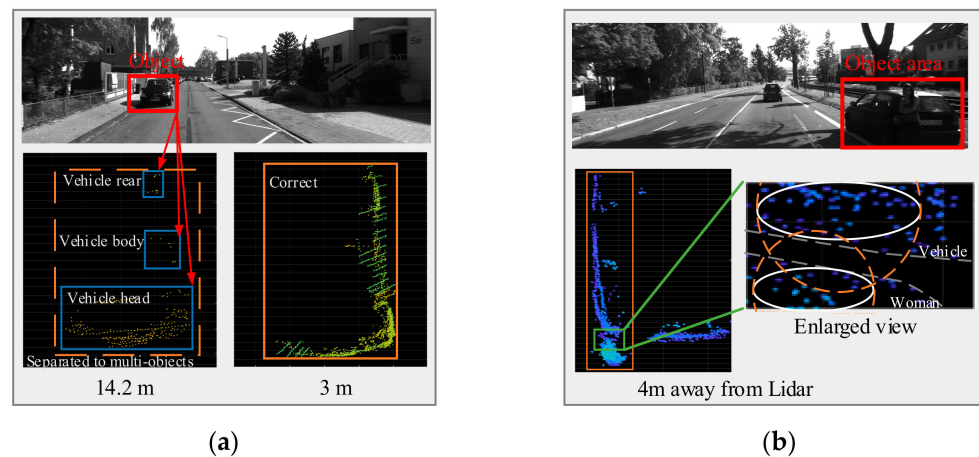 Object
Vehicle rear
Vehicle body
Vehicle head
Separated to multi-objects
14.2 m
Correct
3 m
(a)
Object area
Vehicle
Woman
Enlarged view
4m away from Lidar
(b)